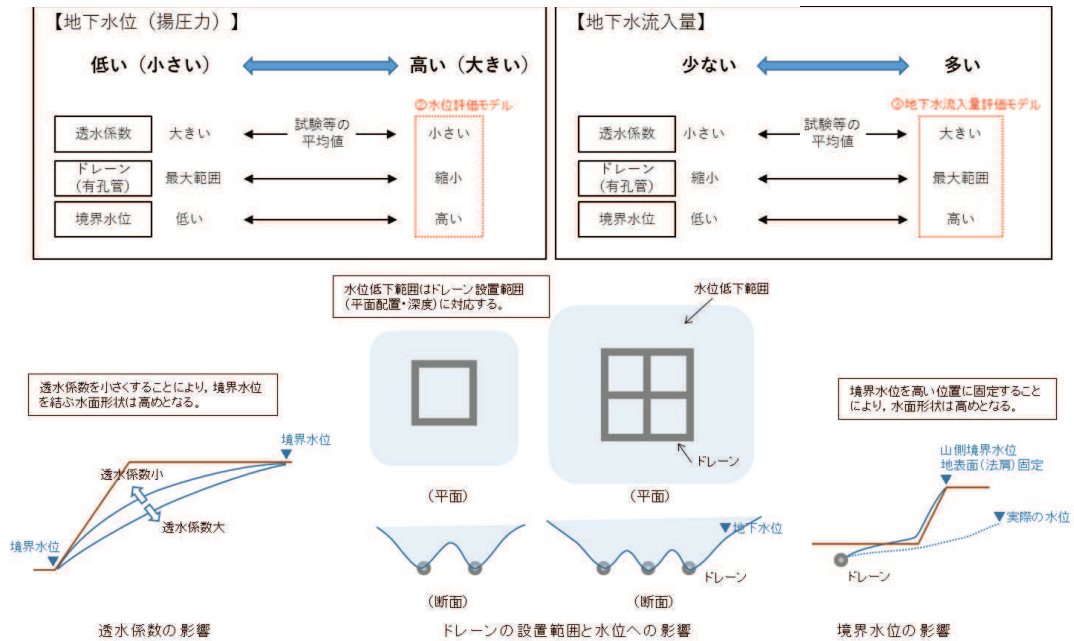 【地下水位（揚圧力）】
低い（小さい） 高い（大きい）
②水位評価モデル
透水係数 大きい 試験等の 小さい
平均値
ドレーン
(有孔管) 最大範囲 縮小
境界水位 低い 高い
【地下水流入量】
少ない 多い
③地下水流入量評価モデル
透水係数 小さい 試験等の 大きい
平均値
ドレーン
(有孔管) 縮小 最大範囲
境界水位 低い 高い
透水係数を小さくすることにより，境界水位
を結ぶ水面形状は高めとなる。
境界水位
透水係数小
透水係数大
境界水位
透水係数の影響
水位低下範囲はドレーン設置範囲
（平面配置・深度）に対応する。
水位低下範囲
ドレーン
（平面） （平面）
地下水位
ドレーン
（断面） （断面）
ドレーンの設置範囲と水位への影響
境界水位を高い位置に固定すること
により，水面形状は高めとなる。
山側境界水位
地表面（法肩）固定
実際の水位
ドレーン
境界水位の影響